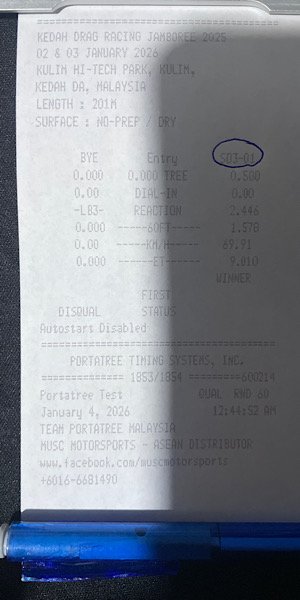 ==========================================
KEDAH DRAG RACING JAMBOREE 2025
02 & 03 JANUARY 2026
KULIM HI-TECH PARK, KULIM,
KEDAH DA, MALAYSIA
LENGTH : 201M
SURFACE : NO-PREP / DRY
BYE Entry SD3-01
0.000 0.000 TREE 0.500
0.00 DIAL-IN 0.00
-LB3- REACTION 2.446
0.000 -----60FT----- 1.578
0.00 -----KM/H----- 69.91
0.000 ------ET------ 9.010
WINNER
FIRST
DISQUAL STATUS
Autostart Disabled
==========================================
PORTATREE TIMING SYSTEMS, INC.
============== 1853/1854 ========600214
Portatree Test QUAL RND 60
January 4, 2026 12:44:52 AM
TEAM PORTATREE MALAYSIA
MUSC MOTORSPORTS - ASEAN DISTRIBUTOR
www.facebook.com/muscmotorsports
+6016-6681490